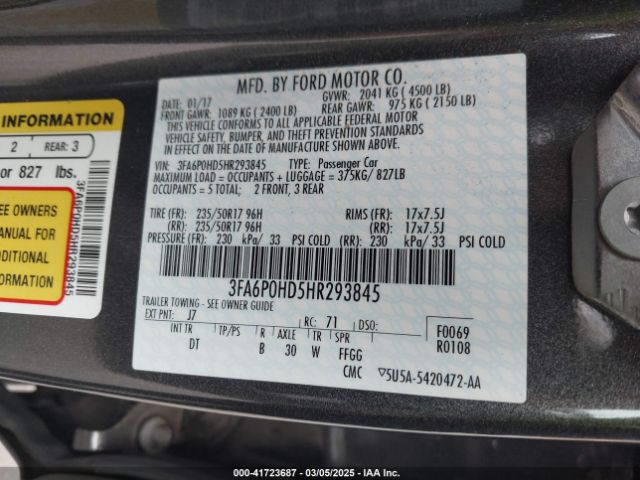 MFD. BY FORD MOTOR CO.
DATE: 01/17 GVWR: 2041 KG ( 4500 LB)
FRONT GAWR: 1089 KG ( 2400 LB) REAR GAWR: 975 KG ( 2150 LB)
THIS VEHICLE CONFORMS TO ALL APPLICABLE FEDERAL MOTOR
VEHICLE SAFETY, BUMPER, AND THEFT PREVENTION STANDARDS
IN EFFECT ON THE DATE OF MANUFACTURE SHOWN ABOVE.
VIN: 3FA6P0HD5HR293845 TYPE: Passenger Car
MAXIMUM LOAD = OCCUPANTS + LUGGAGE = 375KG/ 827LB
OCCUPANTS = 5 TOTAL; 2 FRONT, 3 REAR
TIRE (FR): 235/50R17 96H RIMS (FR): 17x7.5J
(RR): 235/50R17 96H (RR): 17x7.5J
PRESSURE (FR): 230 kPa/ 33 PSI COLD (RR): 230 kPa/ 33 PSI COLD
3FA6P0HD5HR293845
TRAILER TOWING - SEE OWNER GUIDE
EXT PNT: J7 RC: 71 DSO:
F0069
R0108
INT TR TP/PS R AXLE TR SPR
DT B 30 W FFGG
CMC ▽5U5A-5420472-AA
INFORMATION
2 REAR: 3
or 827 lbs.
3FA6P0HD5HR293845
SEE OWNERS
MANUAL FOR
ADDITIONAL
INFORMATION
000-41723687 - 03/05/2025 - IAAI.com